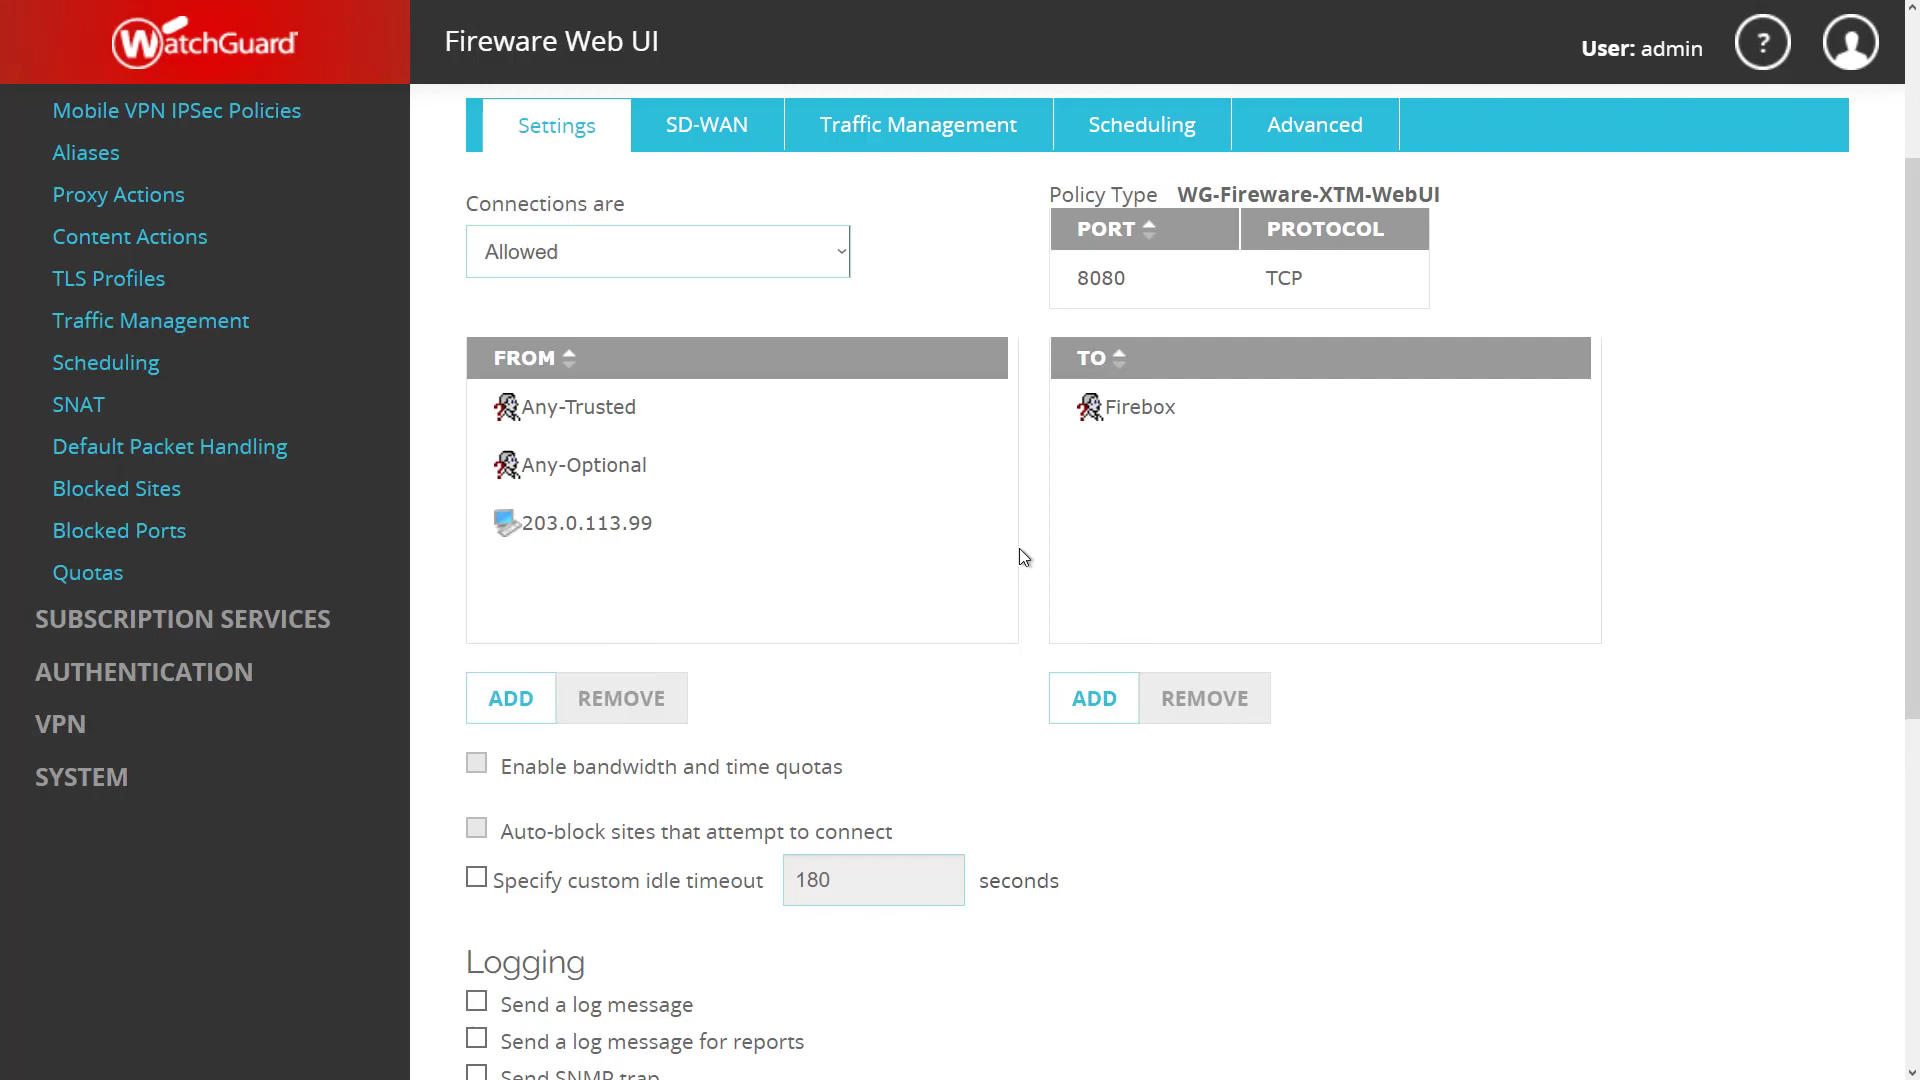 WatchGuard
Fireware Web UI
User: admin
?
Mobile VPN IPSec Policies
Aliases
Proxy Actions
Content Actions
TLS Profiles
Traffic Management
Scheduling
SNAT
Default Packet Handling
Blocked Sites
Blocked Ports
Quotas
SUBSCRIPTION SERVICES
AUTHENTICATION
VPN
SYSTEM
Settings
SD-WAN
Traffic Management
Scheduling
Advanced
Connections are
Allowed
Policy Type WG-Fireware-XTM-WebUI
PORT PROTOCOL
8080 TCP
FROM
Any-Trusted
Any-Optional
203.0.113.99
ADD REMOVE
TO
Firebox
ADD REMOVE
Enable bandwidth and time quotas
Auto-block sites that attempt to connect
Specify custom idle timeout 180 seconds
Logging
Send a log message
Send a log message for reports
Send SNMP trap